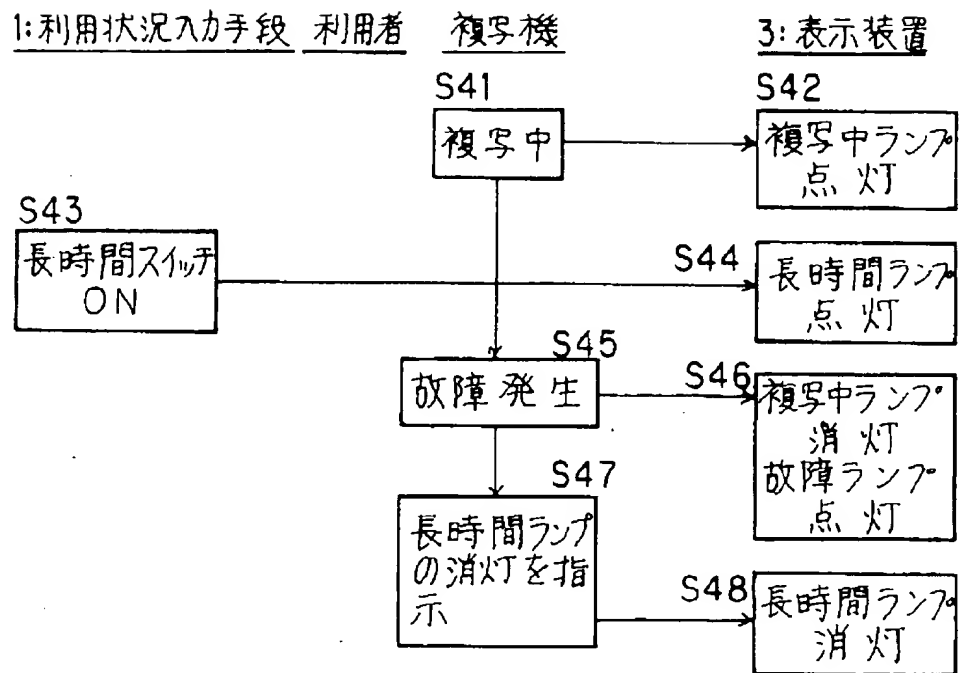 1:利用状況入力手段 利用者 複写機 3:表示装置
S41
複写中
S42
複写中ランプ
点灯
S43
長時間スイッチ
ON
S44
長時間ランプ
点灯
S45
故障発生
S46
複写中ランプ
消灯
故障ランプ
点灯
S47
長時間ランプ
の消灯を指
示
S48
長時間ランプ
消灯